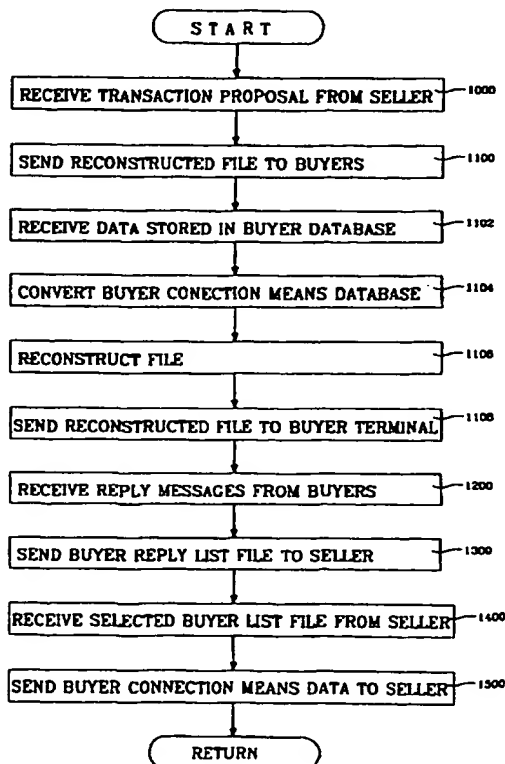 START
RECEIVE TRANSACTION PROPOSAL FROM SELLER 1000
SEND RECONSTRUCTED FILE TO BUYERS 1100
RECEIVE DATA STORED IN BUYER DATABASE 1102
CONVERT BUYER CONECTION MEANS DATABASE 1104
RECONSTRUCT FILE 1106
SEND RECONSTRUCTED FILE TO BUYER TERMINAL 1108
RECEIVE REPLY MESSAGES FROM BUYERS 1200
SEND BUYER REPLY LIST FILE TO SELLER 1300
RECEIVE SELECTED BUYER LIST FILE FROM SELLER 1400
SEND BUYER CONNECTION MEANS DATA TO SELLER 1500
RETURN